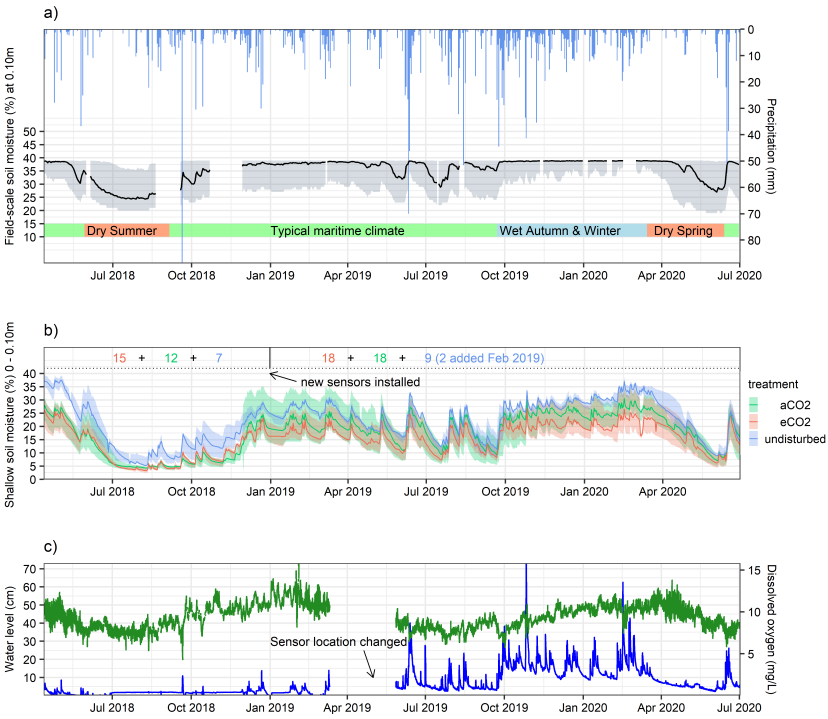 a)
Field-scale soil moisture (%) at 0.10m
50
45
40
35
30
25
20
15
10
0
10
20
30
40
50
60
70
80
Precipitation (mm)
Dry Summer
Typical maritime climate
Wet Autumn & Winter
Dry Spring
Jul 2018
Oct 2018
Jan 2019
Apr 2019
Jul 2019
Oct 2019
Jan 2020
Apr 2020
Jul 2020
b)
Shallow soil moisture (%) 0 - 0.10m
40
35
30
25
20
15
10
5
0
15 + 12 + 7
18 + 18 + 9 (2 added Feb 2019)
new sensors installed
treatment
aCO2
eCO2
undisturbed
Jul 2018
Oct 2018
Jan 2019
Apr 2019
Jul 2019
Oct 2019
Jan 2020
Apr 2020
c)
Water level (cm)
70
60
50
40
30
20
10
15
10
5
Dissolved oxygen (mg/L)
Sensor location changed
Jul 2018
Oct 2018
Jan 2019
Apr 2019
Jul 2019
Oct 2019
Jan 2020
Apr 2020
Jul 2020